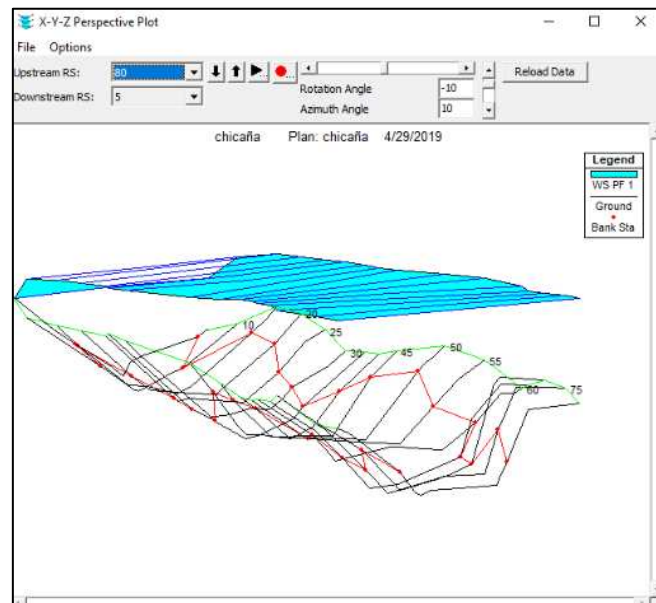 X-Y-Z Perspective Plot
File Options
Upstream RS: 80
Downstream RS: 5
Rotation Angle -10
Azimuth Angle 10
Reload Data
chicaña Plan: chicaña 4/29/2019
Legend
WS PF 1
Ground
Bank Sta
10
20
25
30
45
50
55
60
75